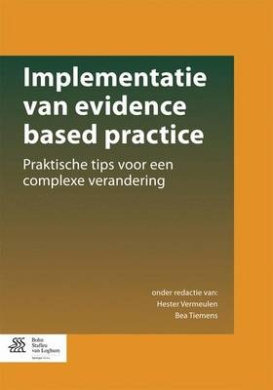 Implementatie
van evidence
based practice
Praktische tips voor een
complexe verandering
onder redactie van:
Hester Vermeulen
Bea Tiemens
Bohn
Stafleu
van Loghum